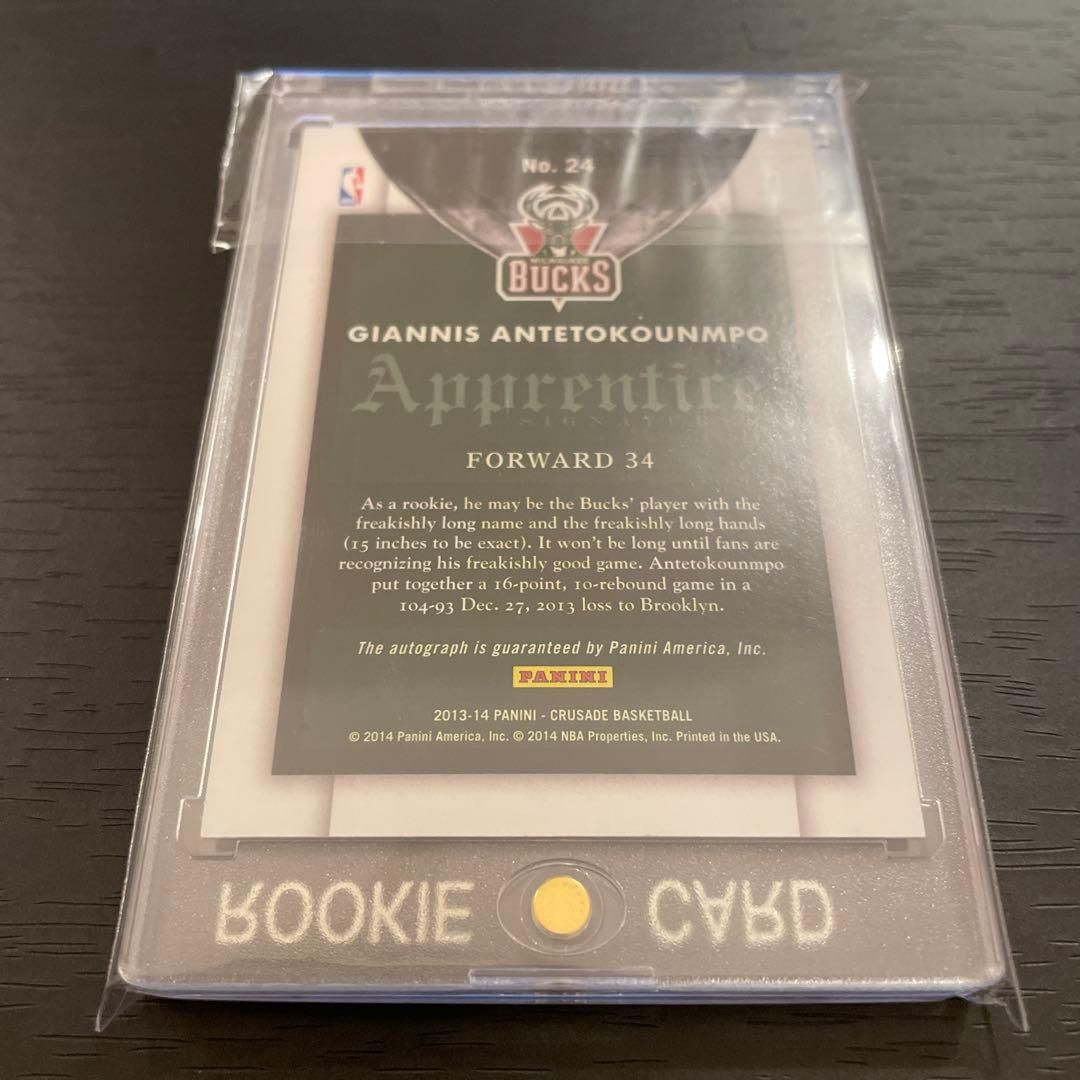 No. 24
MILWAUKEE
BUCKS
GIANNIS ANTETOKOUNMPO
Apprentice
SIGNATURES
FORWARD 34
As a rookie, he may be the Bucks' player with the
freakishly long name and the freakishly long hands
(15 inches to be exact). It won't be long until fans are
recognizing his freakishly good game. Antetokounmpo
put together a 16-point, 10-rebound game in a
104-93 Dec. 27, 2013 loss to Brooklyn.
The autograph is guaranteed by Panini America, Inc.
PANINI
2013-14 PANINI - CRUSADE BASKETBALL
© 2014 Panini America, Inc. © 2014 NBA Properties, Inc. Printed in the USA.
ROOKIE CARD